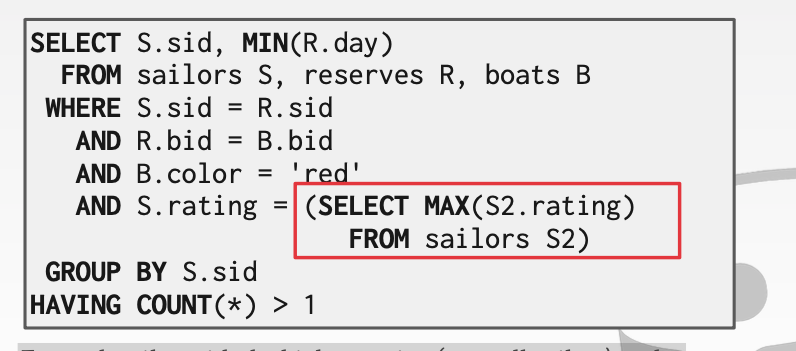 SELECT S.sid, MIN(R.day)
FROM sailors S, reserves R, boats B
WHERE S.sid = R.sid
AND R.bid = B.bid
AND B.color = 'red'
AND S.rating = (SELECT MAX(S2.rating)
FROM sailors S2)
GROUP BY S.sid
HAVING COUNT(*) > 1